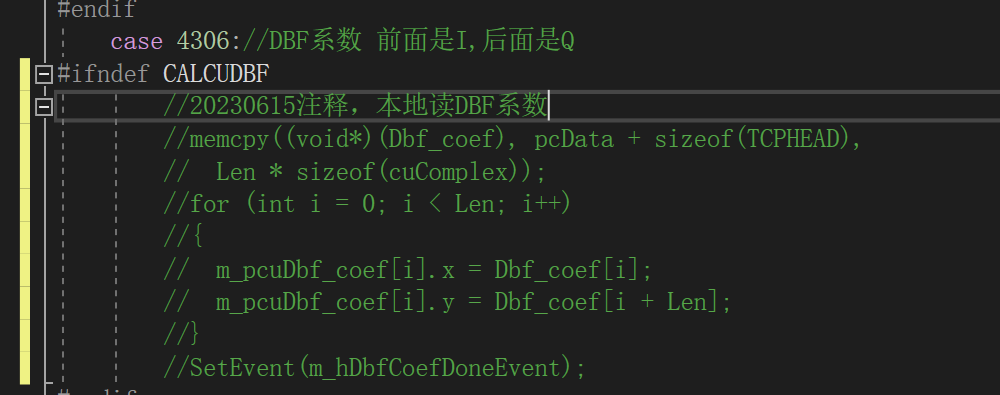 #endif
case 4306://DBF系数 前面是I,后面是Q
#ifndef CALCUDBF
//20230615注释，本地读DBF系数
//memcpy((void*)(Dbf_coef), pcData + sizeof(TCPHEAD),
//  Len * sizeof(cuComplex));
//for (int i = 0; i < Len; i++)
//{
//  m_pcuDbf_coef[i].x = Dbf_coef[i];
//  m_pcuDbf_coef[i].y = Dbf_coef[i + Len];
//}
//SetEvent(m_hDbfCoefDoneEvent);